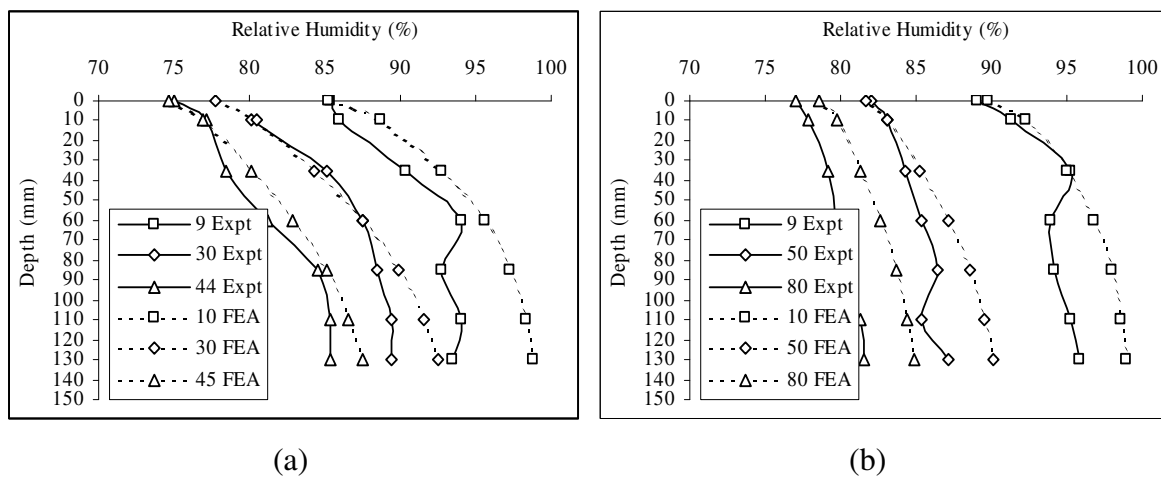 Relative Humidity (%)
70 75 80 85 90 95 100
0
10
20
30
40
50
60
70
80
90
100
110
120
130
140
150
Depth (mm)
9 Expt
30 Expt
44 Expt
10 FEA
30 FEA
45 FEA
(a)
Relative Humidity (%)
70 75 80 85 90 95 100
0
10
20
30
40
50
60
70
80
90
100
110
120
130
140
150
Depth (mm)
9 Expt
50 Expt
80 Expt
10 FEA
50 FEA
80 FEA
(b)